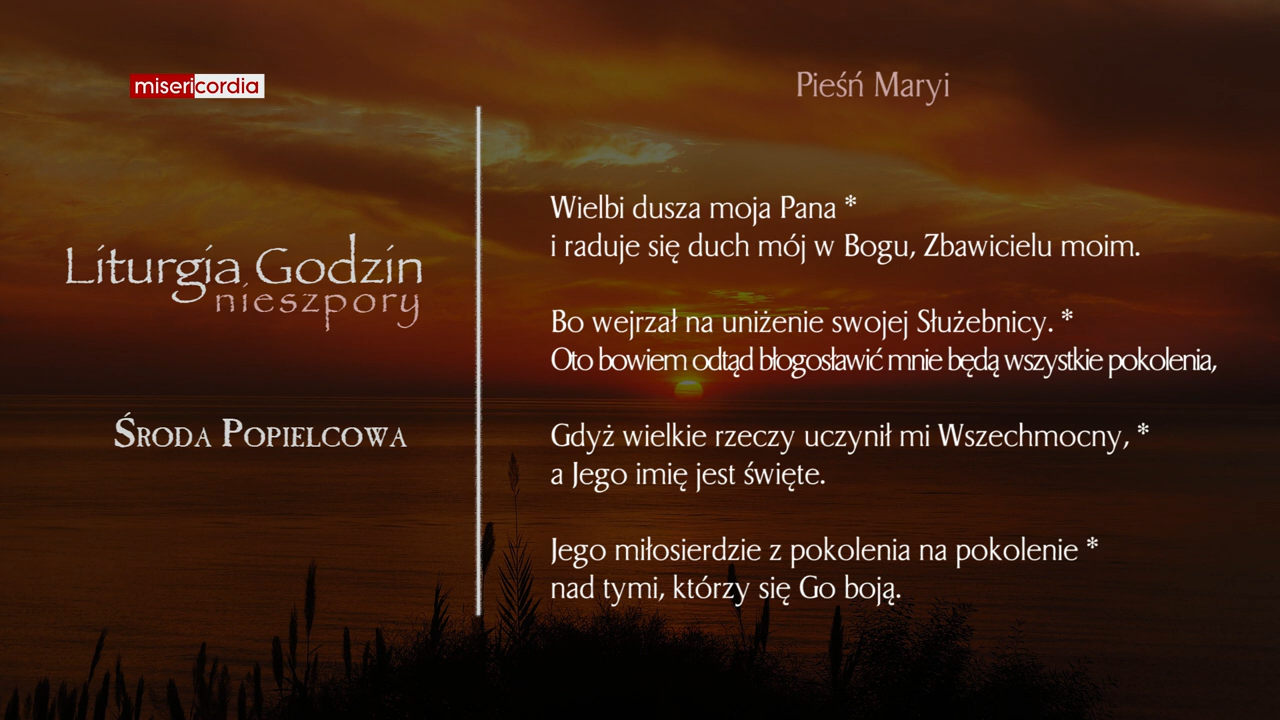 misericordia
Pieśń Maryi
Liturgia Godzin
nieszpory
Środa Popielcowa
Wielbi dusza moja Pana *
i raduje się duch mój w Bogu, Zbawicielu moim.
Bo wejrzał na uniżenie swojej Służebnicy. *
Oto bowiem odtąd błogosławić mnie będą wszystkie pokolenia,
Gdyż wielkie rzeczy uczynił mi Wszechmocny, *
a Jego imię jest święte.
Jego miłosierdzie z pokolenia na pokolenie *
nad tymi, którzy się Go boją.